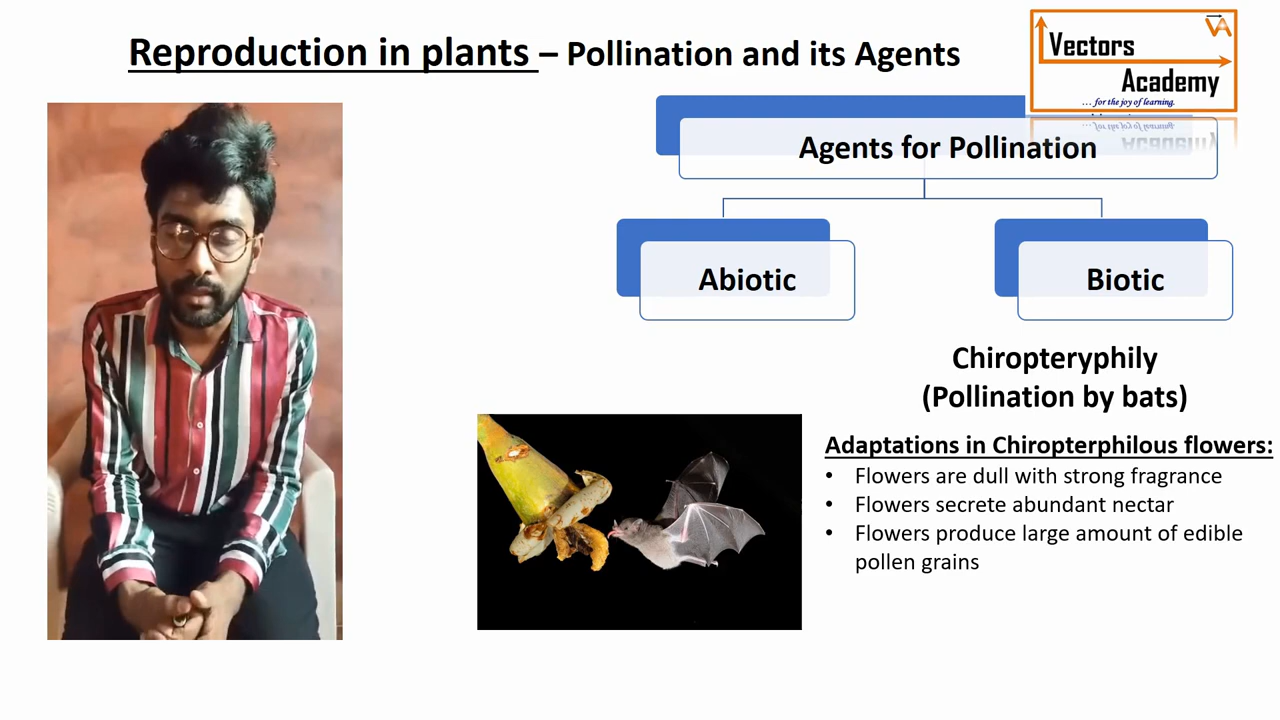 Reproduction in plants – Pollination and its Agents
VA
Vectors
Academy
... for the joy of learning.
Agents for Pollination
Abiotic
Biotic
Chiropteryphily
(Pollination by bats)
Adaptations in Chiropterphilous flowers:
• Flowers are dull with strong fragrance
• Flowers secrete abundant nectar
• Flowers produce large amount of edible
pollen grains